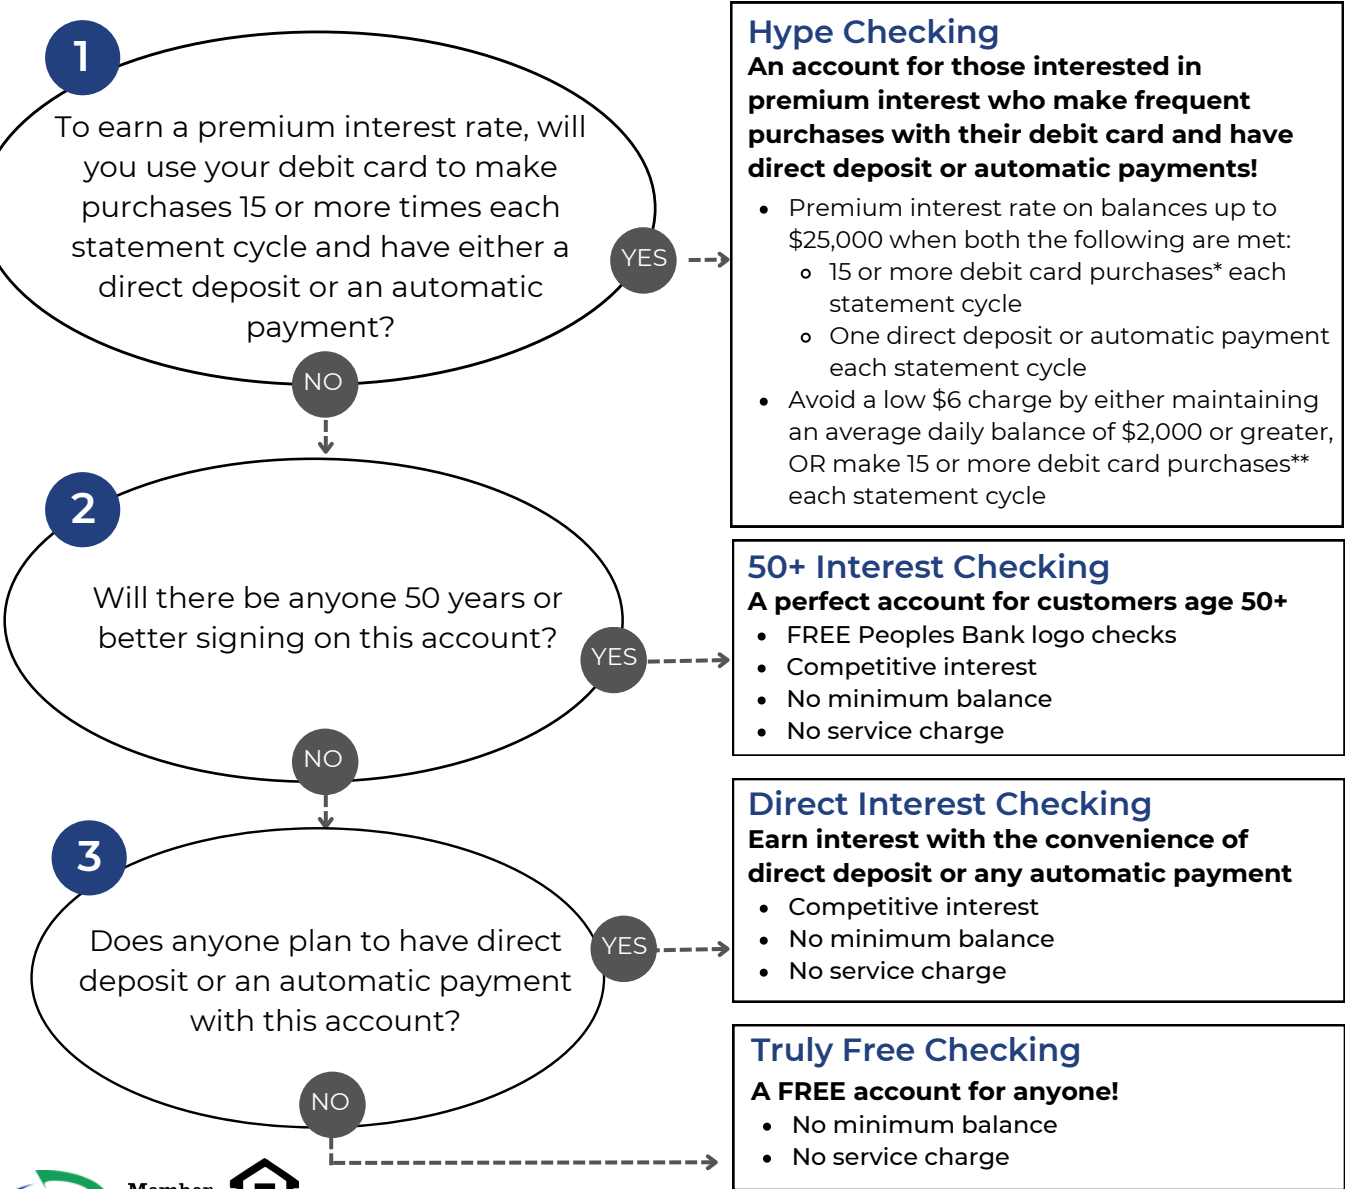 1
To earn a premium interest rate, will
you use your debit card to make
purchases 15 or more times each
statement cycle and have either a
direct deposit or an automatic
payment?
YES
NO
Hype Checking
An account for those interested in
premium interest who make frequent
purchases with their debit card and have
direct deposit or automatic payments!
• Premium interest rate on balances up to
$25,000 when both the following are met:
◦ 15 or more debit card purchases* each
statement cycle
◦ One direct deposit or automatic payment
each statement cycle
• Avoid a low $6 charge by either maintaining
an average daily balance of $2,000 or greater,
OR make 15 or more debit card purchases**
each statement cycle
2
Will there be anyone 50 years or
better signing on this account?
YES
NO
50+ Interest Checking
A perfect account for customers age 50+
• FREE Peoples Bank logo checks
• Competitive interest
• No minimum balance
• No service charge
3
Does anyone plan to have direct
deposit or an automatic payment
with this account?
YES
NO
Direct Interest Checking
Earn interest with the convenience of
direct deposit or any automatic payment
• Competitive interest
• No minimum balance
• No service charge
Truly Free Checking
A FREE account for anyone!
• No minimum balance
• No service charge
Member